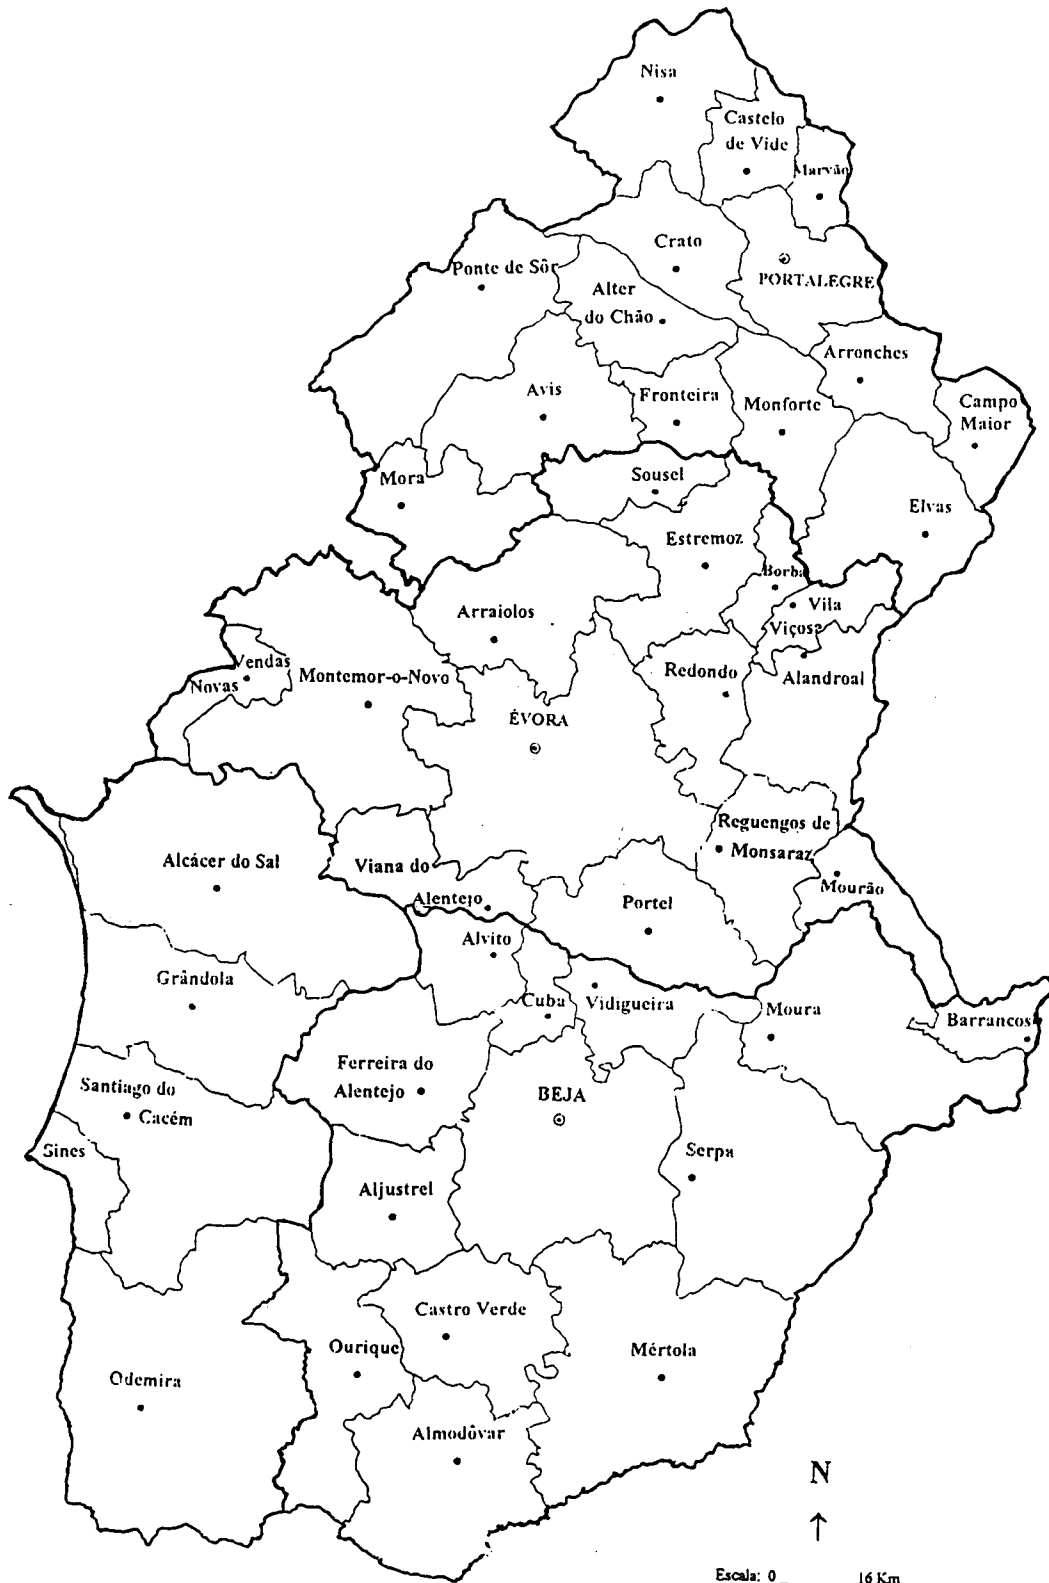 Nisa
Castelo
de Vide
Marvão
Crato
Ponte de Sôr
PORTALEGRE
Alter
do Chão
Arronches
Avis
Fronteira
Monforte
Campo
Maior
Mora
Sousel
Elvas
Estremoz
Borba
Vila
Viçosa
Arraiolos
Vendas
Novas
Montemor-o-Novo
Redondo
Alandroal
ÉVORA
Reguengos de
Monsaraz
Alcácer do Sal
Viana do
Alentejo
Mourão
Portel
Alvito
Grândola
Cuba
Vidigueira
Moura
Barrancos
Ferreira do
Alentejo
Santiago do
Cacém
BEJA
Sines
Serpa
Aljustrel
Castro Verde
Ourique
Mértola
Odemira
Almodôvar
N
↑
Escala: 0 16 Km